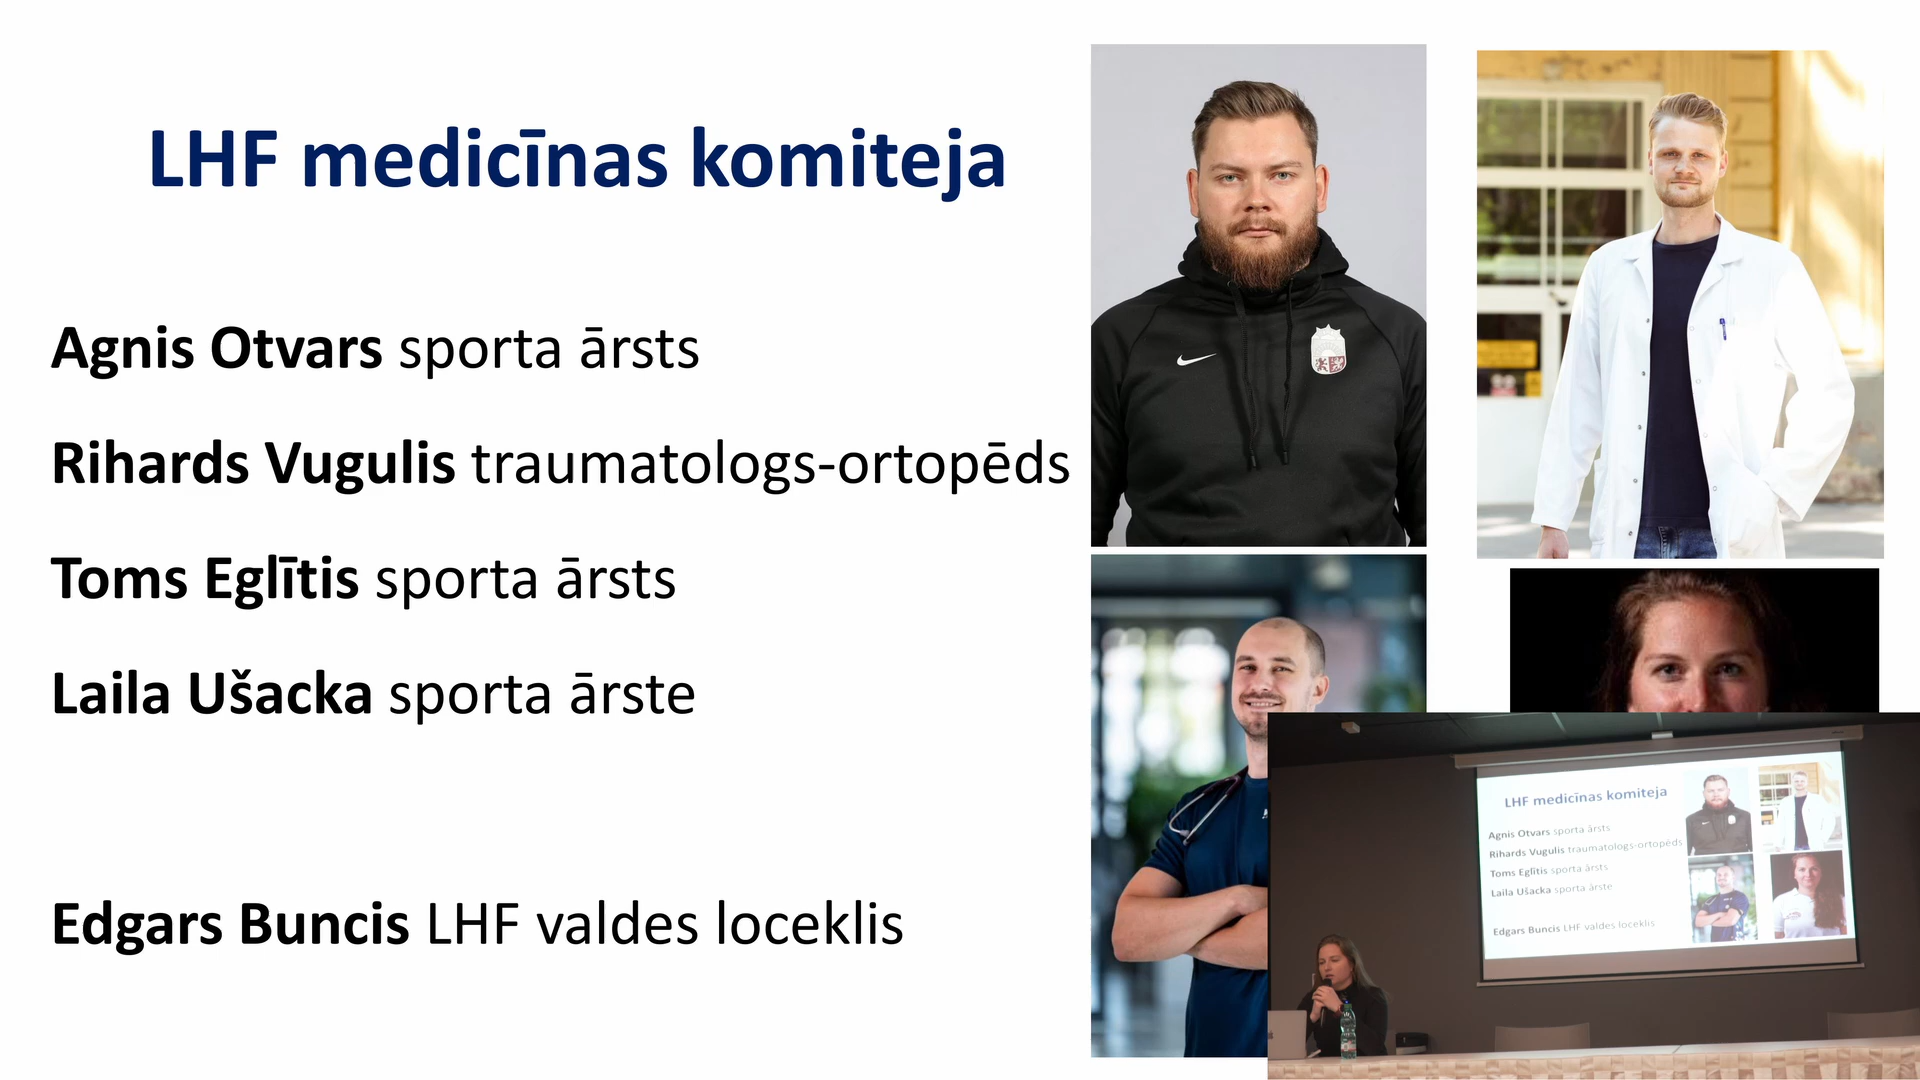 LHF medicīnas komiteja
Agnis Otvars sporta ārsts
Rihards Vugulis traumatologs-ortopēds
Toms Eglītis sporta ārsts
Laila Ušacka sporta ārste
Edgars Buncis LHF valdes loceklis
LHF medicīnas komiteja
Agnis Otvars sporta ārsts
Rihards Vugulis traumatologs-ortopēds
Toms Eglītis sporta ārsts
Laila Ušacka sporta ārste
Edgars Buncis LHF valdes loceklis